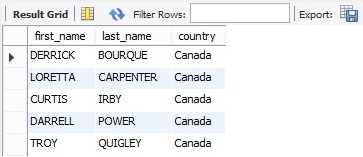 Result Grid Filter Rows: Export:
first_name last_name country
DERRICK BOURQUE Canada
LORETTA CARPENTER Canada
CURTIS IRBY Canada
DARRELL POWER Canada
TROY QUIGLEY Canada